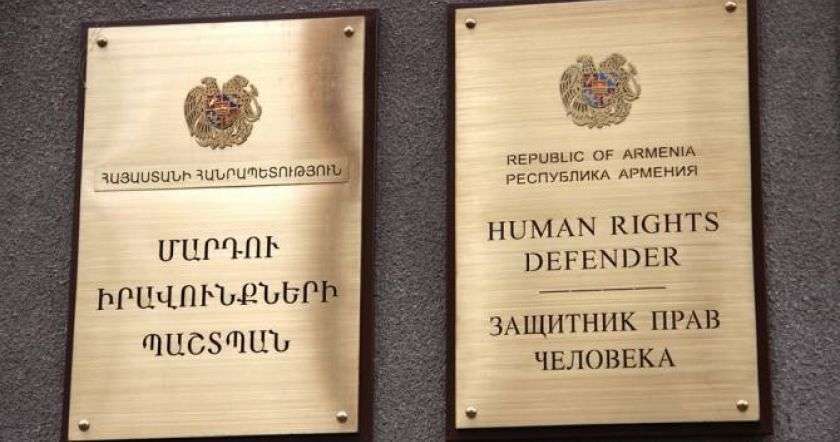 ՀԱՅԱՍՏԱՆԻ ՀԱՆՐԱՊԵՏՈՒԹՅՈՒՆ
ՄԱՐԴՈՒ
ԻՐԱՎՈՒՆՔՆԵՐԻ
ՊԱՇՏՊԱՆ
REPUBLIC OF ARMENIA
РЕСПУБЛИКА АРМЕНИЯ
HUMAN RIGHTS
DEFENDER
ЗАЩИТНИК ПРАВ
ЧЕЛОВЕКА